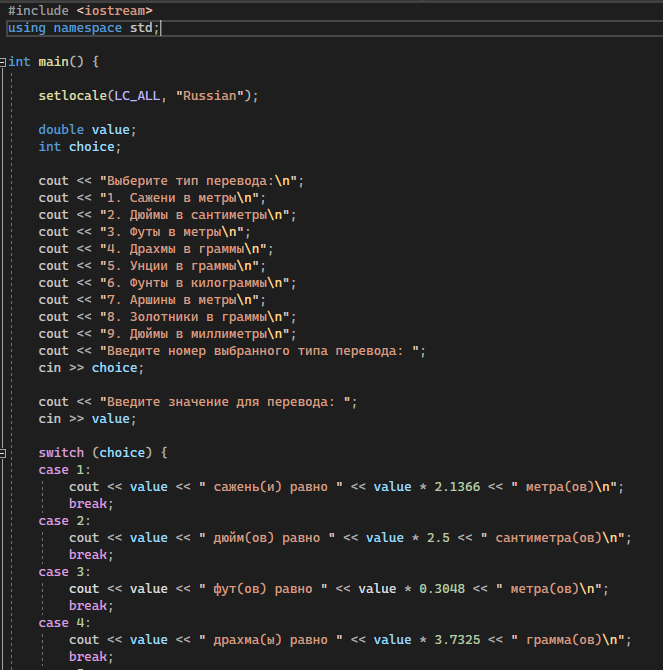 #include <iostream>
using namespace std;
int main() {
setlocale(LC_ALL, "Russian");
double value;
int choice;
cout << "Выберите тип перевода:\n";
cout << "1. Сажени в метры\n";
cout << "2. Дюймы в сантиметры\n";
cout << "3. Футы в метры\n";
cout << "4. Драхмы в граммы\n";
cout << "5. Унции в граммы\n";
cout << "6. Фунты в килограммы\n";
cout << "7. Аршины в метры\n";
cout << "8. Золотники в граммы\n";
cout << "9. Дюймы в миллиметры\n";
cout << "Введите номер выбранного типа перевода: ";
cin >> choice;
cout << "Введите значение для перевода: ";
cin >> value;
switch (choice) {
case 1:
cout << value << " сажень(и) равно " << value * 2.1366 << " метра(ов)\n";
break;
case 2:
cout << value << " дюйм(ов) равно " << value * 2.5 << " сантиметра(ов)\n";
break;
case 3:
cout << value << " фут(ов) равно " << value * 0.3048 << " метра(ов)\n";
break;
case 4:
cout << value << " драхма(ы) равно " << value * 3.7325 << " грамма(ов)\n";
break;